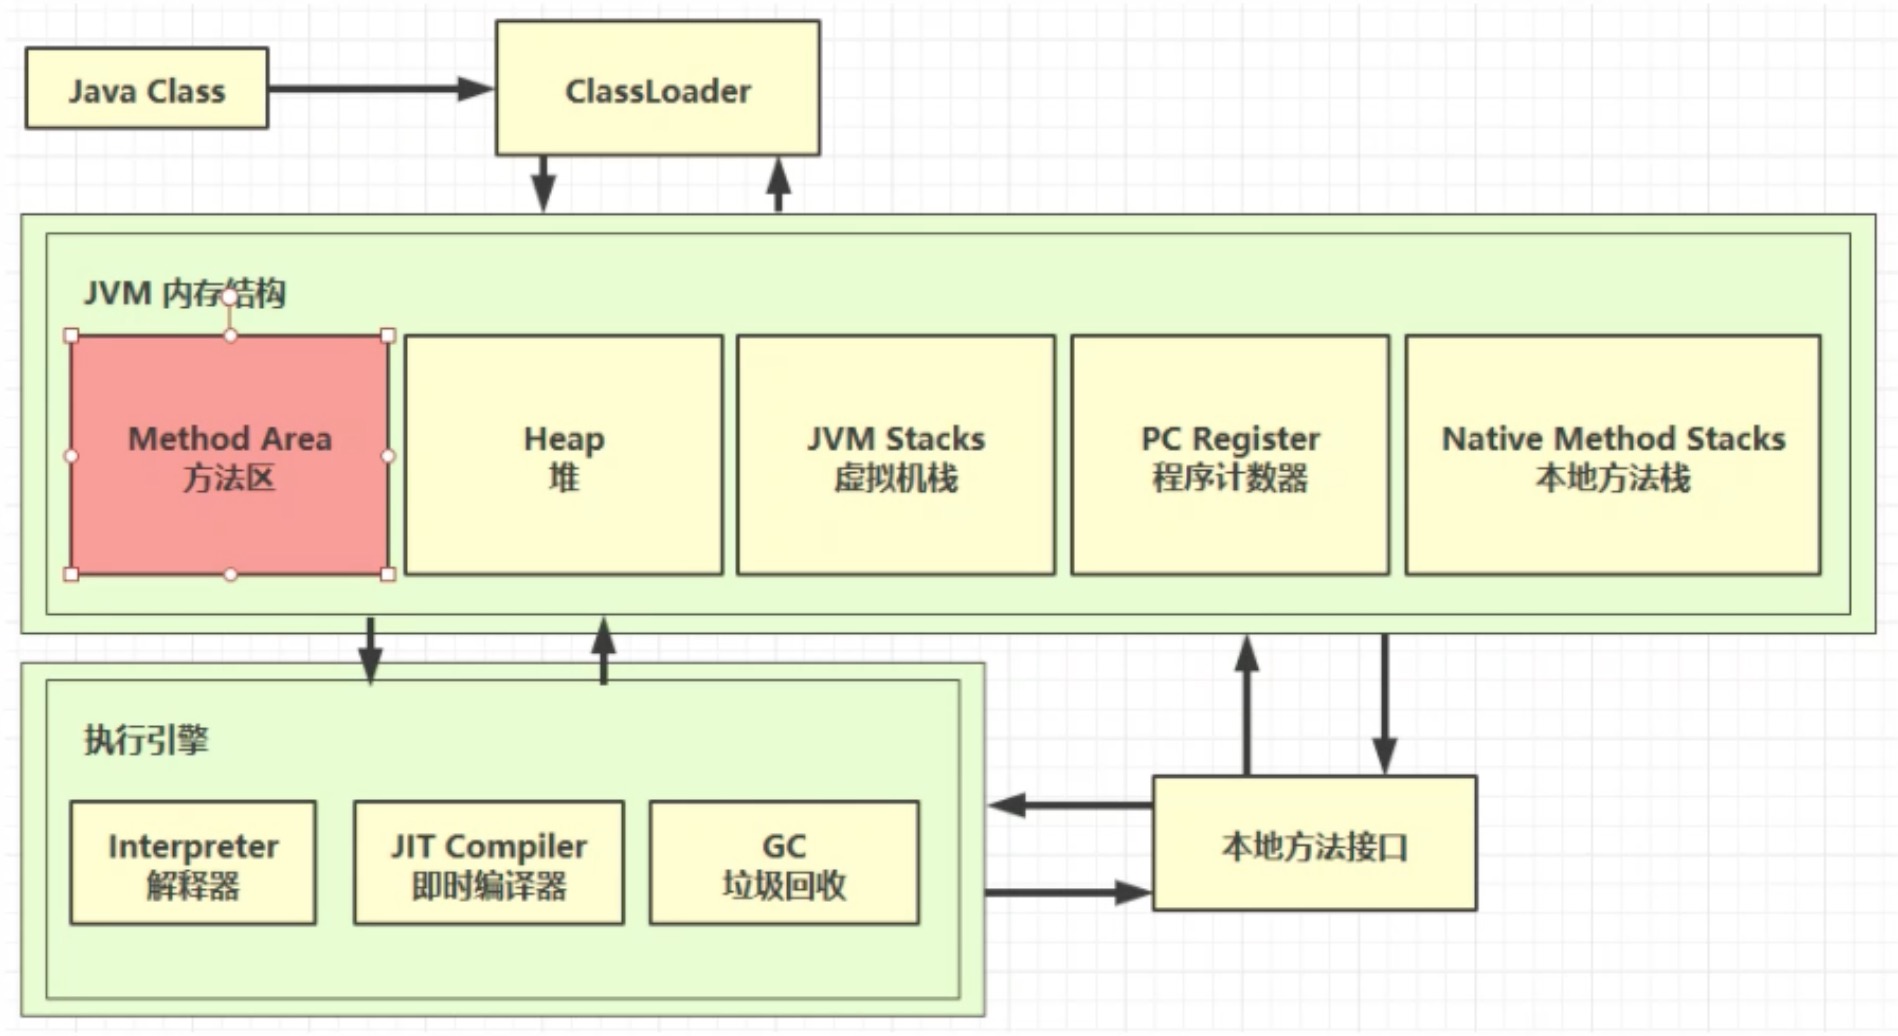 Java Class
ClassLoader
JVM 内存结构
Method Area
方法区
Heap
堆
JVM Stacks
虚拟机栈
PC Register
程序计数器
Native Method Stacks
本地方法栈
执行引擎
Interpreter
解释器
JIT Compiler
即时编译器
GC
垃圾回收
本地方法接口